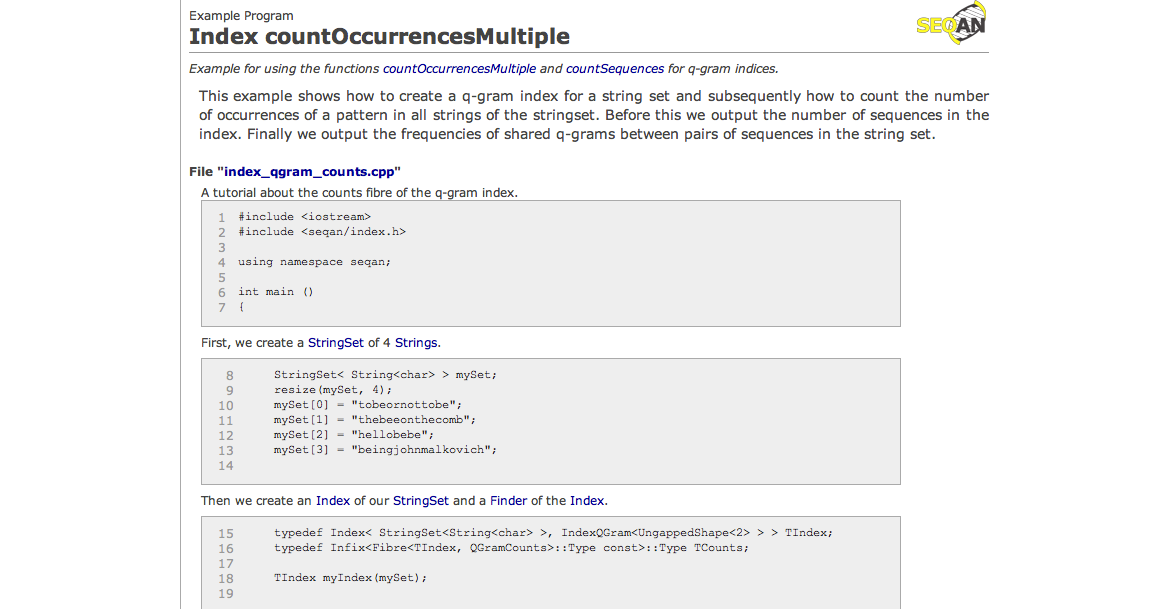 Example Program
SEQAN
Index countOccurrencesMultiple
Example for using the functions countOccurrencesMultiple and countSequences for q-gram indices.
This example shows how to create a q-gram index for a string set and subsequently how to count the number
of occurrences of a pattern in all strings of the stringset. Before this we output the number of sequences in the
index. Finally we output the frequencies of shared q-grams between pairs of sequences in the string set.
File "index_qgram_counts.cpp"
A tutorial about the counts fibre of the q-gram index.
1 #include <iostream>
2 #include <seqan/index.h>
3
4 using namespace seqan;
5
6 int main ()
7 {
First, we create a StringSet of 4 Strings.
8 StringSet< String<char> > mySet;
9 resize(mySet, 4);
10 mySet[0] = "tobeornottobe";
11 mySet[1] = "thebeeonthecomb";
12 mySet[2] = "hellobebe";
13 mySet[3] = "beingjohnmalkovich";
14
Then we create an Index of our StringSet and a Finder of the Index.
15 typedef Index< StringSet<String<char> >, IndexQGram<UngappedShape<2> > > TIndex;
16 typedef Infix<Fibre<TIndex, QGramCounts>::Type const>::Type TCounts;
17
18 TIndex myIndex(mySet);
19